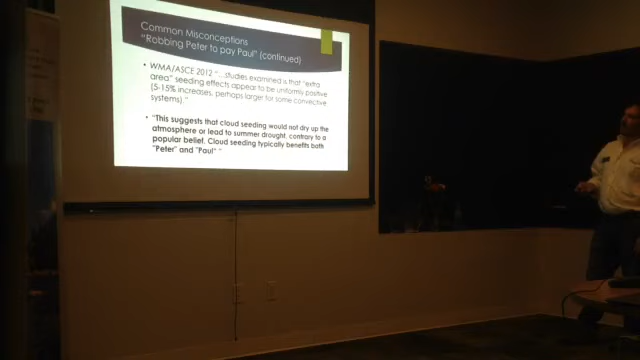 Common Misconceptions
"Robbing Peter to pay Paul" (continued)
• WMA/ASCE 2012 "...studies examined is that "extra
area" seeding effects appear to be uniformly positive
(5-15% increases, perhaps larger for some convective
systems)."
• "This suggests that cloud seeding would not dry up the
atmosphere or lead to summer drought, contrary to a
popular belief. Cloud seeding typically benefits both
"Peter" and "Paul" "